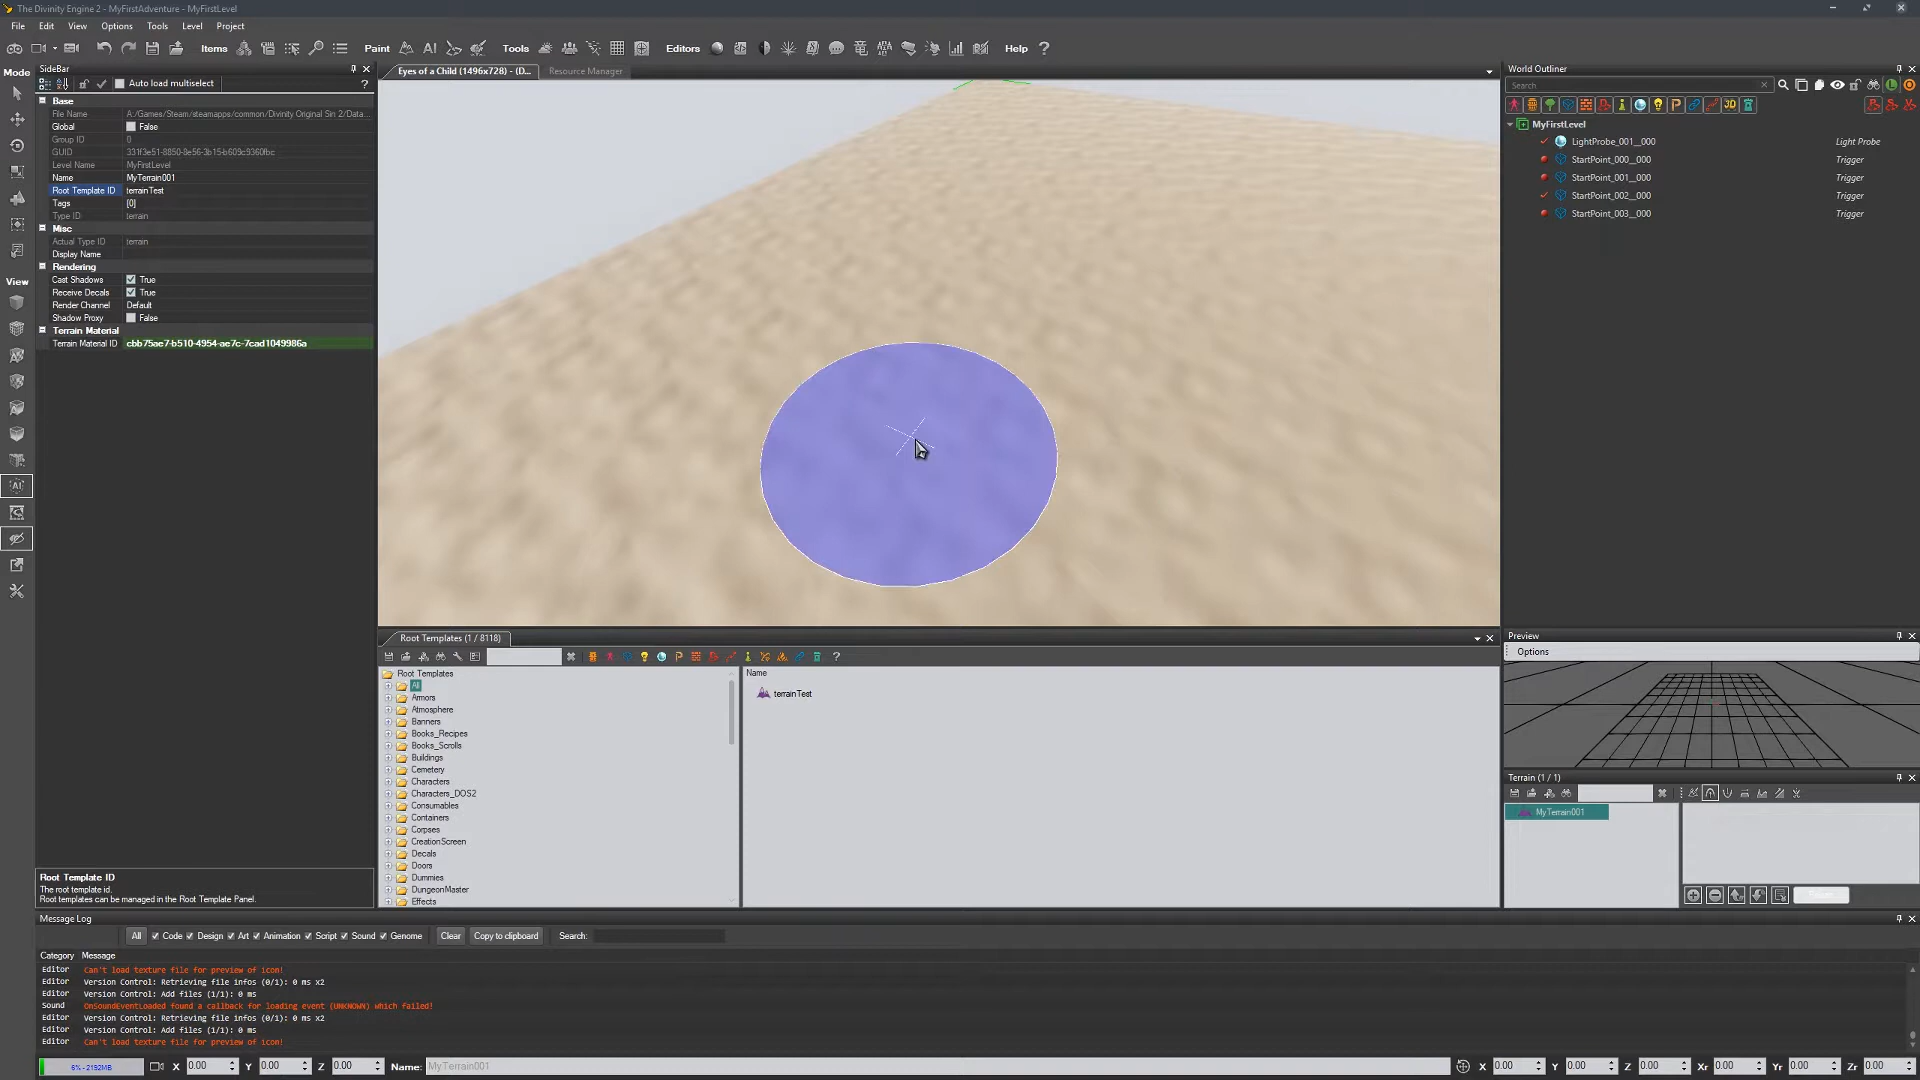 The Divinity Engine 2 - MyFirstAdventure - MyFirstLevel
File Edit View Options Tools Level Project
Items Paint AI Tools Editors Help ?
Mode
SideBar
Auto load multiselect ?
Base
File Name A:/Games/Steam/steamapps/common/Divinity Original Sin 2/Data...
Global False
Group ID 0
GUID 331f3e51-8850-8e56-3b15-b609c9360fbc
Level Name MyFirstLevel
Name MyTerrain001
Root Template ID terrainTest
Tags [0]
Type ID terrain
Misc
Actual Type ID terrain
Display Name
Rendering
Cast Shadows True
Receive Decals True
Render Channel Default
Shadow Proxy False
Terrain Material
Terrain Material ID cbb75ae7-b510-4954-ae7c-7cad1049986a
View
AI
Root Template ID
The root template id.
Root templates can be managed in the Root Template Panel.
Eyes of a Child (1496x728) - (D... Resource Manager
Root Templates (1 / 8118)
?
Root Templates
All
Armors
Atmosphere
Banners
Books_Recipes
Books_Scrolls
Buildings
Cemetery
Characters
Characters_DOS2
Consumables
Containers
Corpses
CreationScreen
Decals
Doors
Dummies
DungeonMaster
Effects
Name
terrainTest
World Outliner
Search
3D
MyFirstLevel
LightProbe_001__000 Light Probe
StartPoint_000__000 Trigger
StartPoint_001__000 Trigger
StartPoint_002__000 Trigger
StartPoint_003__000 Trigger
Preview
Options
Terrain (1 / 1)
MyTerrain001
Message Log
All Code Design Art Animation Script Sound Genome Clear Copy to clipboard Search:
Category Message
Editor Can't load texture file for preview of icon!
Editor Version Control: Retrieving file infos (0/1): 0 ms x2
Editor Version Control: Add files (1/1): 0 ms
Sound OnSoundEventLoaded found a callback for loading event (UNKNOWN) which failed!
Editor Version Control: Retrieving file infos (0/1): 0 ms x2
Editor Version Control: Add files (1/1): 0 ms
Editor Can't load texture file for preview of icon!
6% - 2192MB X 0.00 Y 0.00 Z 0.00 Name: MyTerrain001 X 0.00 Y 0.00 Z 0.00 Xr 0.00 Yr 0.00 Zr 0.00